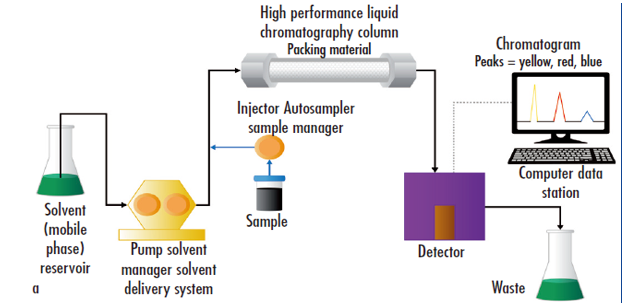 High performance liquid
chromatography column
Packing material
Chromatogram
Peaks = yellow, red, blue
Injector Autosampler
sample manager
Computer data
station
Solvent
(mobile
phase)
reservoir
a
Pump solvent
manager solvent
delivery system
Sample
Detector
Waste